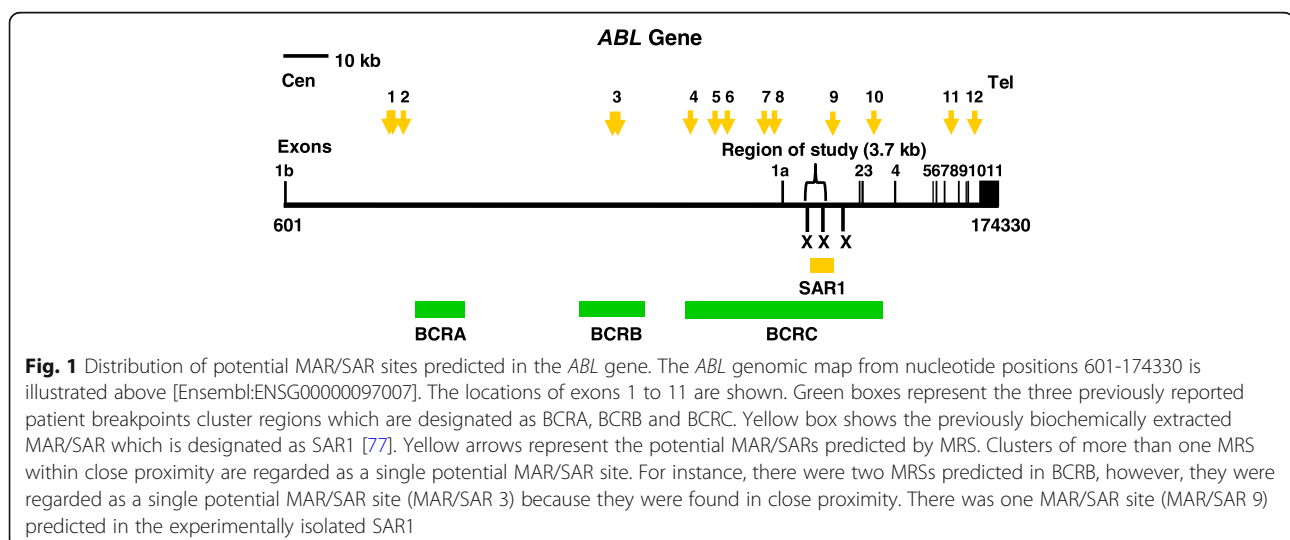 ABL Gene
10 kb
Cen
Tel
1 2 3 4 5 6 7 8 9 10 11 12
Exons
Region of study (3.7 kb)
1b 1a 23 4 567891011
601 174330
X X X
SAR1
BCRA BCRB BCRC
Fig. 1 Distribution of potential MAR/SAR sites predicted in the ABL gene. The ABL genomic map from nucleotide positions 601-174330 is
illustrated above [Ensembl:ENSG00000097007]. The locations of exons 1 to 11 are shown. Green boxes represent the three previously reported
patient breakpoints cluster regions which are designated as BCRA, BCRB and BCRC. Yellow box shows the previously biochemically extracted
MAR/SAR which is designated as SAR1 [77]. Yellow arrows represent the potential MAR/SARs predicted by MRS. Clusters of more than one MRS
within close proximity are regarded as a single potential MAR/SAR site. For instance, there were two MRSs predicted in BCRB, however, they were
regarded as a single potential MAR/SAR site (MAR/SAR 3) because they were found in close proximity. There was one MAR/SAR site (MAR/SAR 9)
predicted in the experimentally isolated SAR1